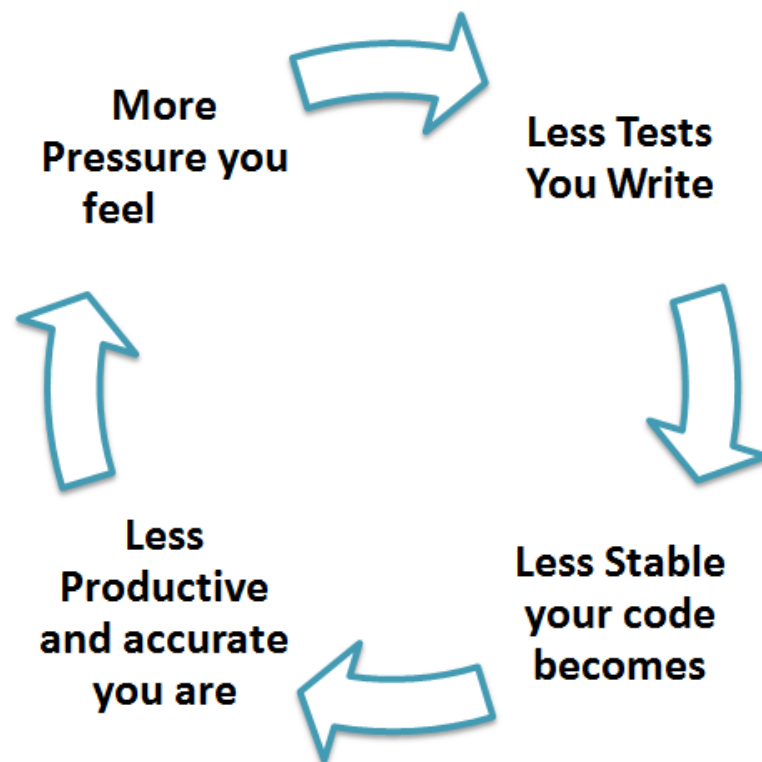 More
Pressure you
feel
Less Tests
You Write
Less Stable
your code
becomes
Less
Productive
and accurate
you are